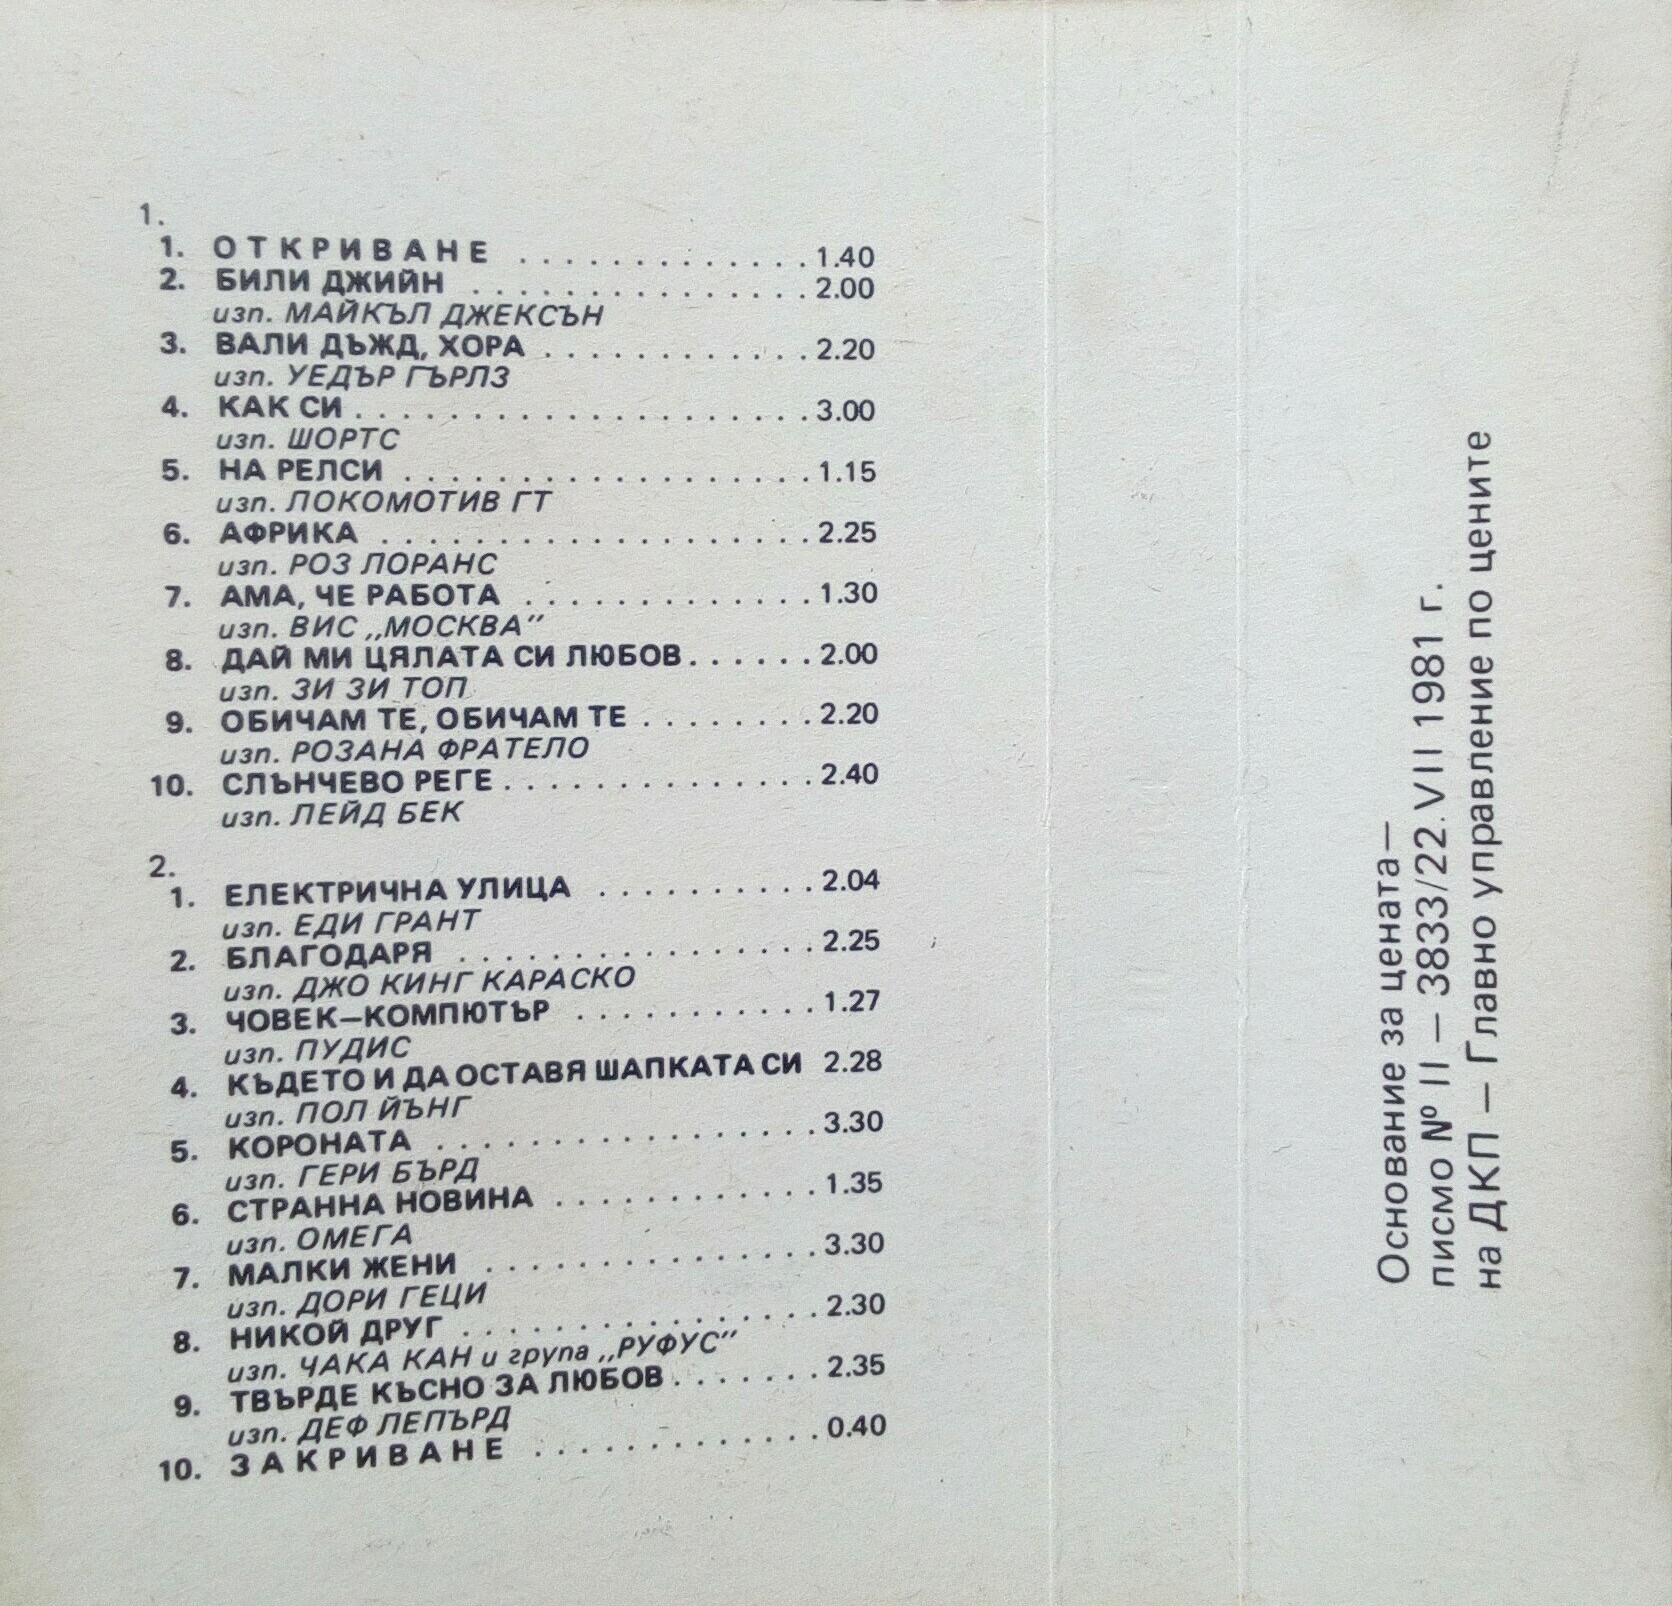 1.
1. ОТКРИВАНЕ . . . . . . . . . . . . . 1.40
2. БИЛИ ДЖИЙН . . . . . . . . . . . . . . . 2.00
изп. МАЙКЪЛ ДЖЕКСЪН
3. ВАЛИ ДЪЖД, ХОРА . . . . . . . . . . . . 2.20
изп. УЕДЪР ГЪРЛЗ
4. КАК СИ . . . . . . . . . . . . . . . . . . . . 3.00
изп. ШОРТС
5. НА РЕЛСИ . . . . . . . . . . . . . . . . . . 1.15
изп. ЛОКОМОТИВ ГТ
6. АФРИКА . . . . . . . . . . . . . . . . . . . 2.25
изп. РОЗ ЛОРАНС
7. АМА, ЧЕ РАБОТА . . . . . . . . . . . . . 1.30
изп. ВИС „МОСКВА”
8. ДАЙ МИ ЦЯЛАТА СИ ЛЮБОВ . . . . . . 2.00
изп. ЗИ ЗИ ТОП
9. ОБИЧАМ ТЕ, ОБИЧАМ ТЕ . . . . . . . . 2.20
изп. РОЗАНА ФРАТЕЛО
10. СЛЪНЧЕВО РЕГЕ . . . . . . . . . . . . . . 2.40
изп. ЛЕЙД БЕК
2.
1. ЕЛЕКТРИЧНА УЛИЦА . . . . . . . . . . 2.04
изп. ЕДИ ГРАНТ
2. БЛАГОДАРЯ . . . . . . . . . . . . . . . . 2.25
изп. ДЖО КИНГ КАРАСКО
3. ЧОВЕК—КОМПЮТЪР . . . . . . . . . . . 1.27
изп. ПУДИС
4. КЪДЕТО И ДА ОСТАВЯ ШАПКАТА СИ 2.28
изп. ПОЛ ЙЪНГ
5. КОРОНАТА . . . . . . . . . . . . . . . . . 3.30
изп. ГЕРИ БЪРД
6. СТРАННА НОВИНА . . . . . . . . . . . . 1.35
изп. ОМЕГА
7. МАЛКИ ЖЕНИ . . . . . . . . . . . . . . . 3.30
изп. ДОРИ ГЕЦИ
8. НИКОЙ ДРУГ . . . . . . . . . . . . . . . . 2.30
изп. ЧАКА КАН и група „РУФУС”
9. ТВЪРДЕ КЪСНО ЗА ЛЮБОВ . . . . . . . 2.35
изп. ДЕФ ЛЕПЪРД
10. ЗАКРИВАНЕ . . . . . . . . . . . . . 0.40
Основание за цената—
писмо № II — 3833/22. VII 1981 г.
на ДКП — Главно управление по цените